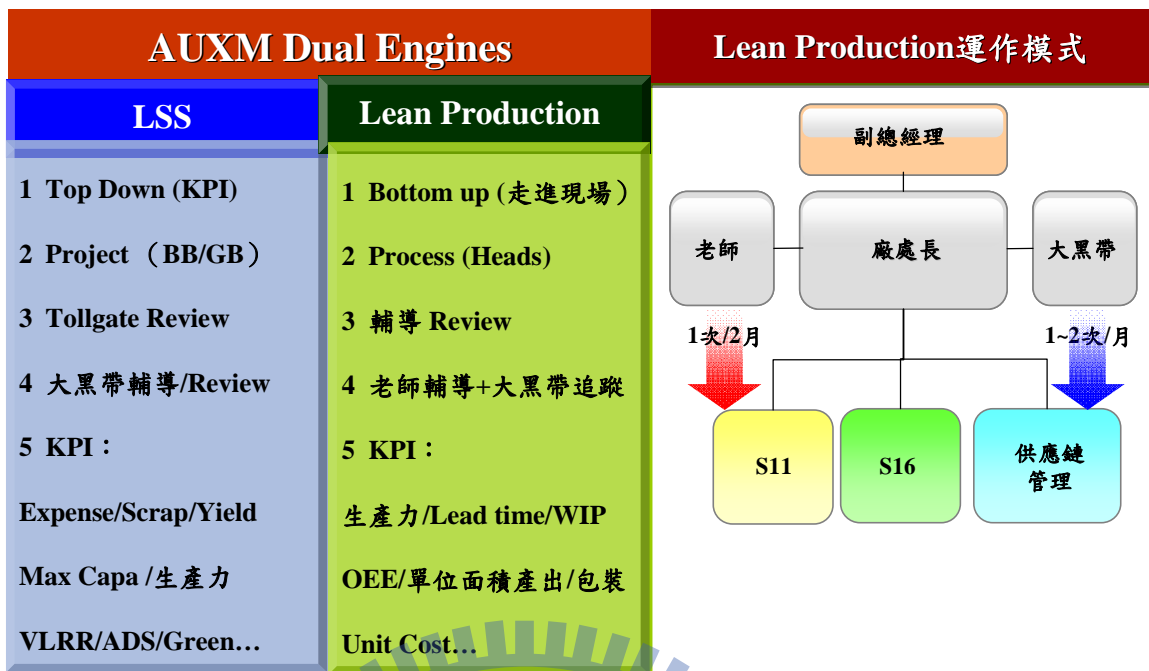 AUXM Dual Engines
Lean Production運作模式
LSS
1 Top Down (KPI)
2 Project （BB/GB）
3 Tollgate Review
4 大黑帶輔導/Review
5 KPI：
Expense/Scrap/Yield
Max Capa /生產力
VLRR/ADS/Green…
Lean Production
1 Bottom up (走進現場）
2 Process (Heads)
3 輔導 Review
4 老師輔導+大黑帶追蹤
5 KPI：
生產力/Lead time/WIP
OEE/單位面積產出/包裝
Unit Cost…
副總經理
老師
廠處長
大黑帶
1次/2月
1~2次/月
S11
S16
供應鏈
管理